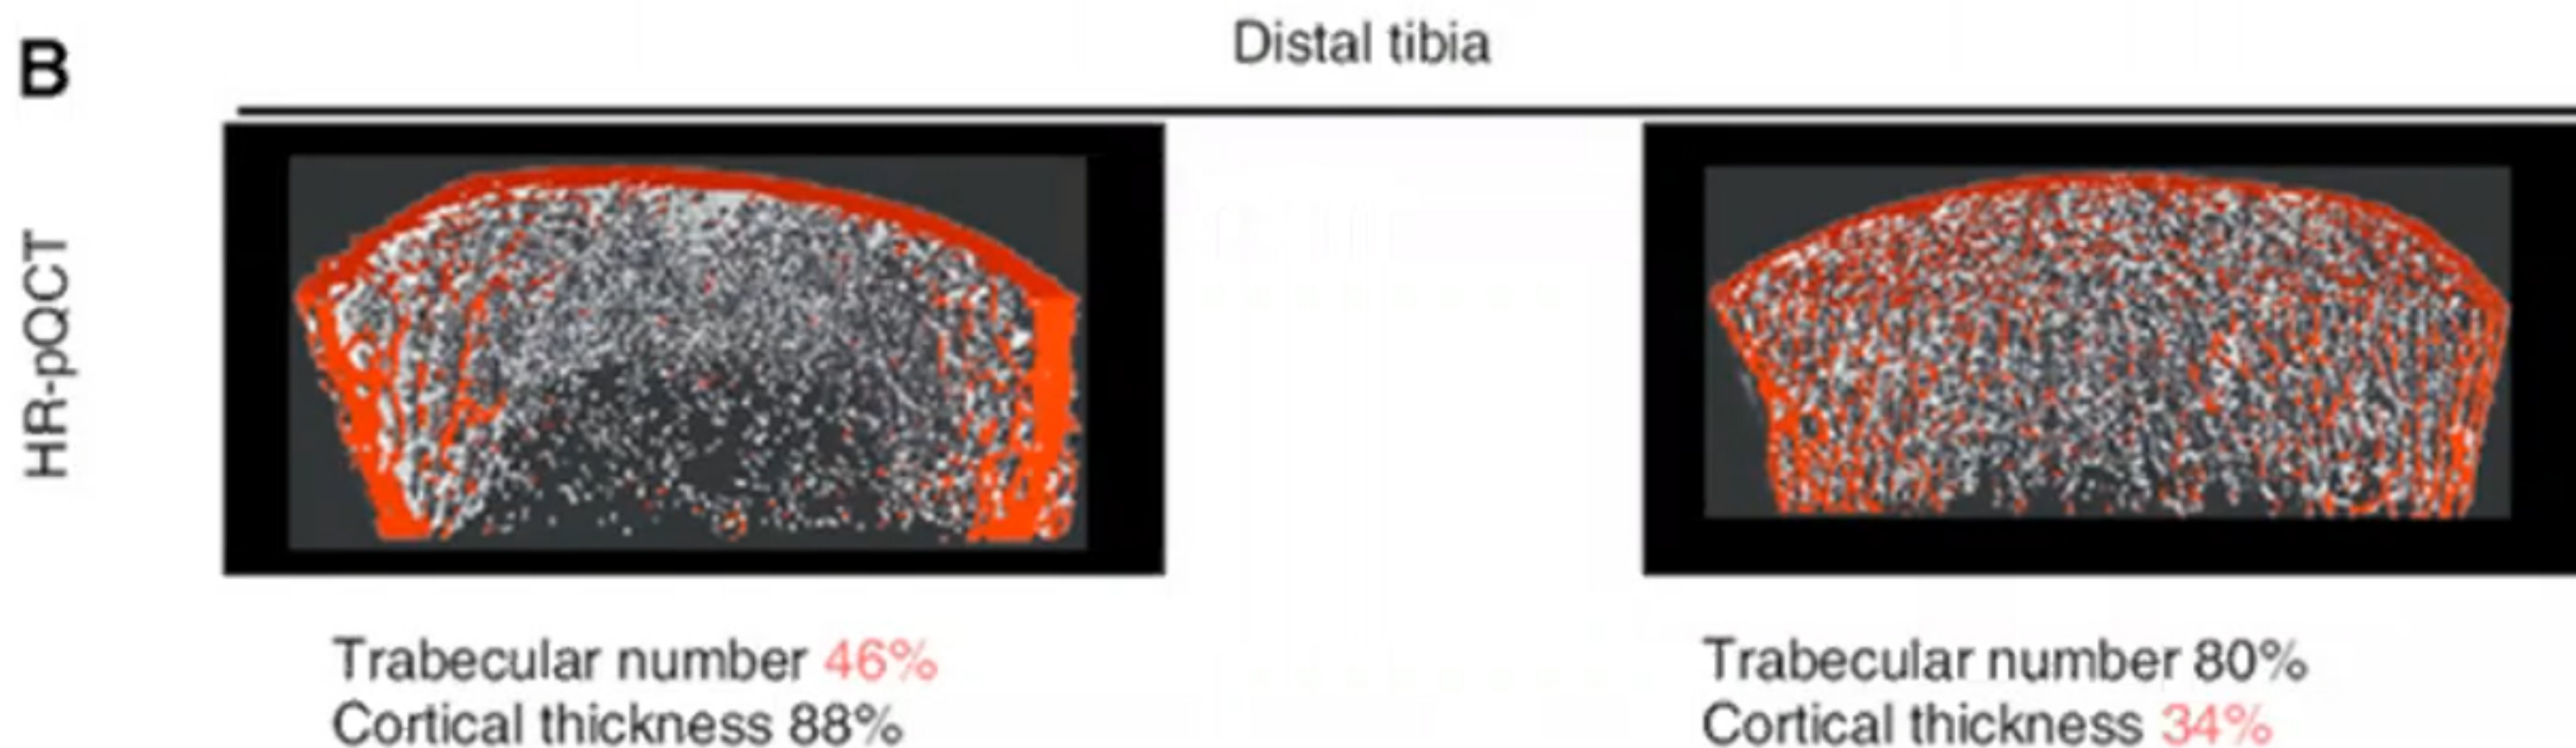 B
Distal tibia
HR-pQCT
Trabecular number 46%
Cortical thickness 88%
Trabecular number 80%
Cortical thickness 34%